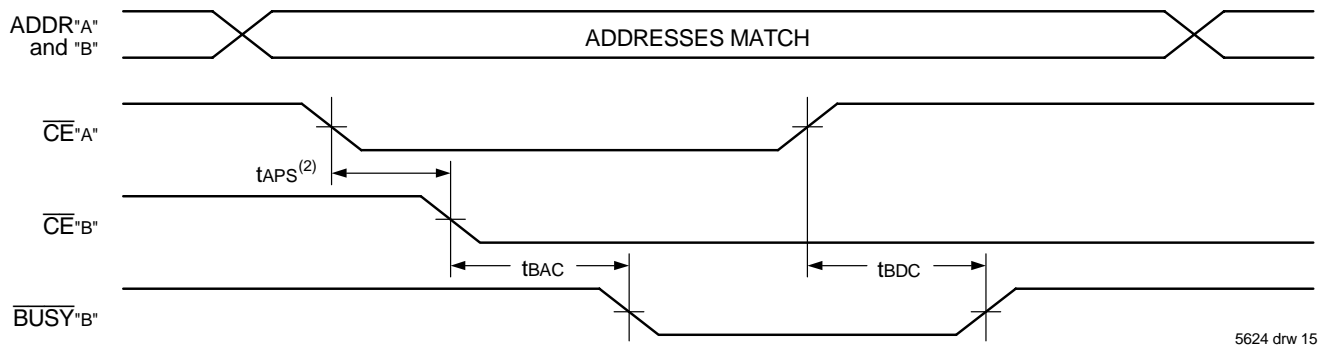 ADDR"A"
and "B"
ADDRESSES MATCH
CE"A"
tAPS(2)
CE"B"
tBAC
tBDC
BUSY"B"
5624 drw 15